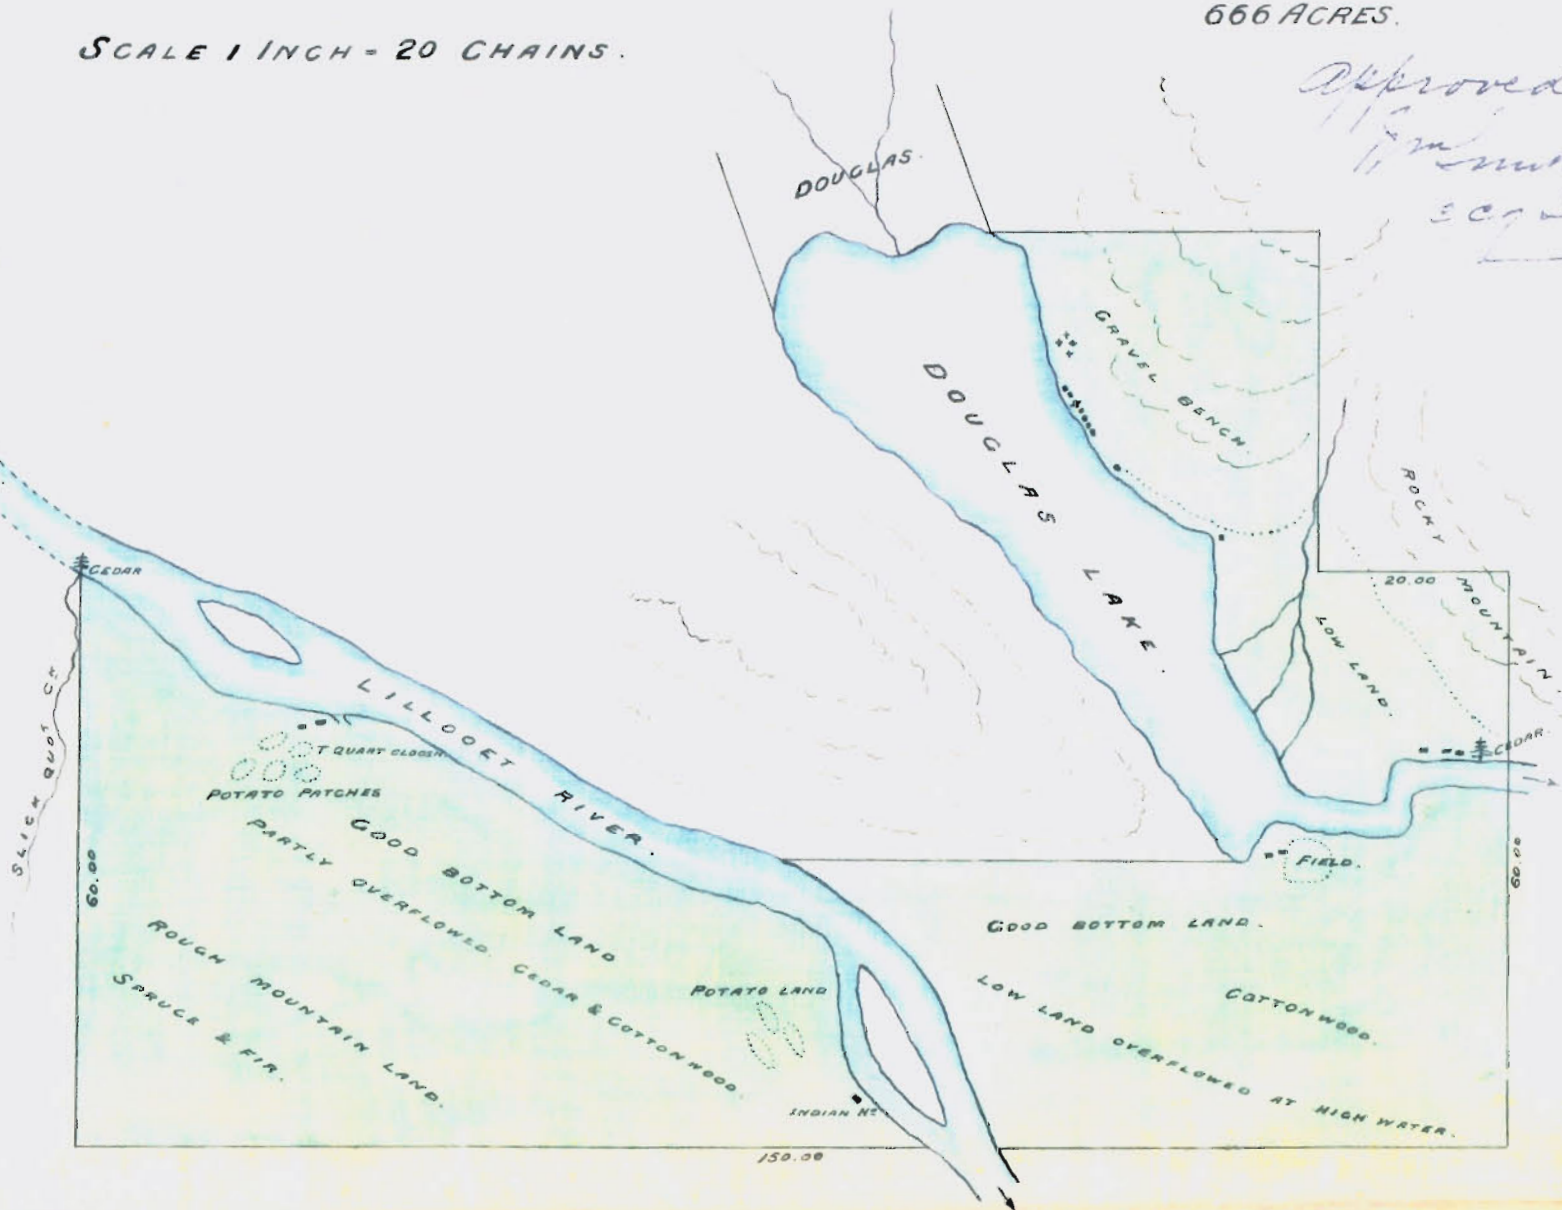 666 ACRES.
SCALE 1 INCH = 20 CHAINS.
Approved
DOUGLAS.
GRAVEL BENCH.
DOUGLAS LAKE.
ROCKY MOUNTAIN.
20.00
CEDAR
LOW LAND.
SLICK QUOT CK
LILLOOET RIVER.
CEDAR.
T QUART CLOOSH
POTATO PATCHES
60.00
60.00
FIELD.
GOOD BOTTOM LAND
PARTLY OVERFLOWED. CEDAR & COTTONWOOD.
GOOD BOTTOM LAND.
ROUGH MOUNTAIN LAND.
SPRUCE & FIR.
POTATO LAND
COTTONWOOD.
LOW LAND OVERFLOWED AT HIGH WATER.
INDIAN HE
150.00